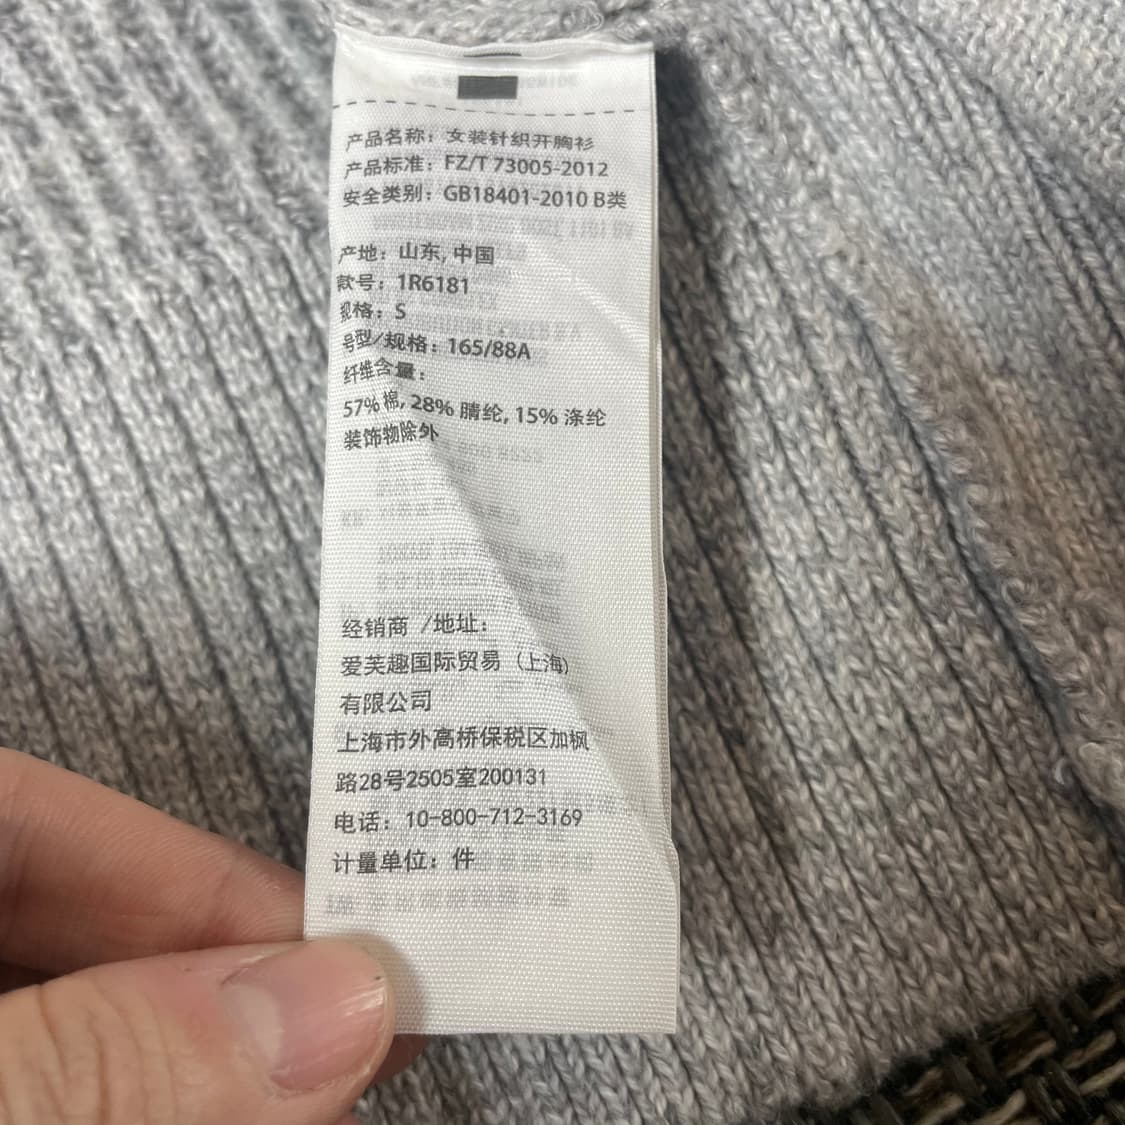 产品名称：女装针织开胸衫
产品标准：FZ/T 73005-2012
安全类别：GB18401-2010 B类
产地：山东, 中国
款号：1R6181
规格：S
号型/规格：165/88A
纤维含量：
57% 棉, 28% 腈纶, 15% 涤纶
装饰物除外
经销商 /地址：
爱芙趣国际贸易（上海)
有限公司
上海市外高桥保税区加枫
路28号2505室200131
电话：10-800-712-3169
计量单位：件